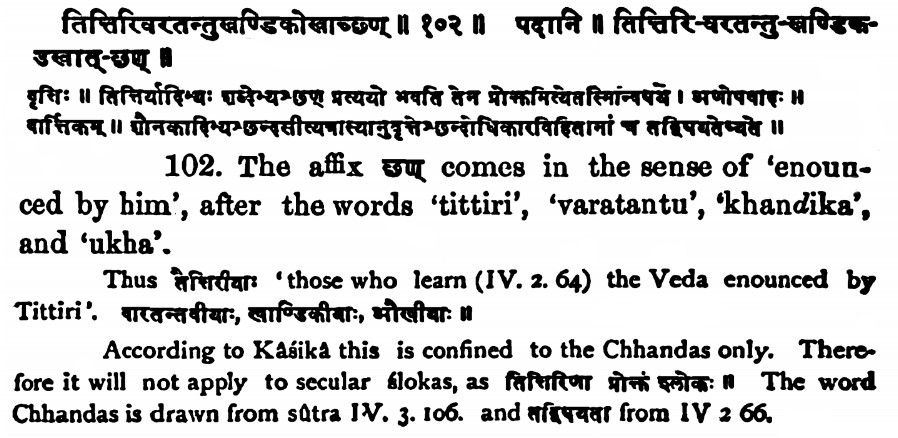 तित्तिरिवरतन्तुखण्डिकोखाच्छण् ॥ १०२ ॥ पदानि ॥ तित्तिरि-वरतन्तु-खण्डिक-
उखात्-छण् ॥
वृत्तिः ॥ तित्तिर्यादिभ्यः शब्देभ्यश्छण् प्रत्ययो भवति तेन प्रोक्तमित्येतस्मिन्विषये । अणोपवादः ॥
वार्त्तिकम् ॥ शौनकादिभ्यश्छन्दसीत्यत्रास्यानुवृत्तेश्छन्दोधिकारविहितानां च तद्विषयतेष्यते ॥
102. The affix छण् comes in the sense of 'enoun-
ced by him', after the words 'tittiri', 'varatantu', 'khandika',
and 'ukha'.
Thus तैत्तिरीयाः 'those who learn (IV. 2. 64) the Veda enounced by
Tittiri'. वारतन्तवीयाः, खाण्डिकीयाः, औखीयाः ॥
According to Kâśikâ this is confined to the Chhandas only. There-
fore it will not apply to secular ślokas, as तित्तिरिणा प्रोक्तं श्लोकः ॥ The word
Chhandas is drawn from sûtra IV. 3. 106. and तद्विषयता from IV 2 66.